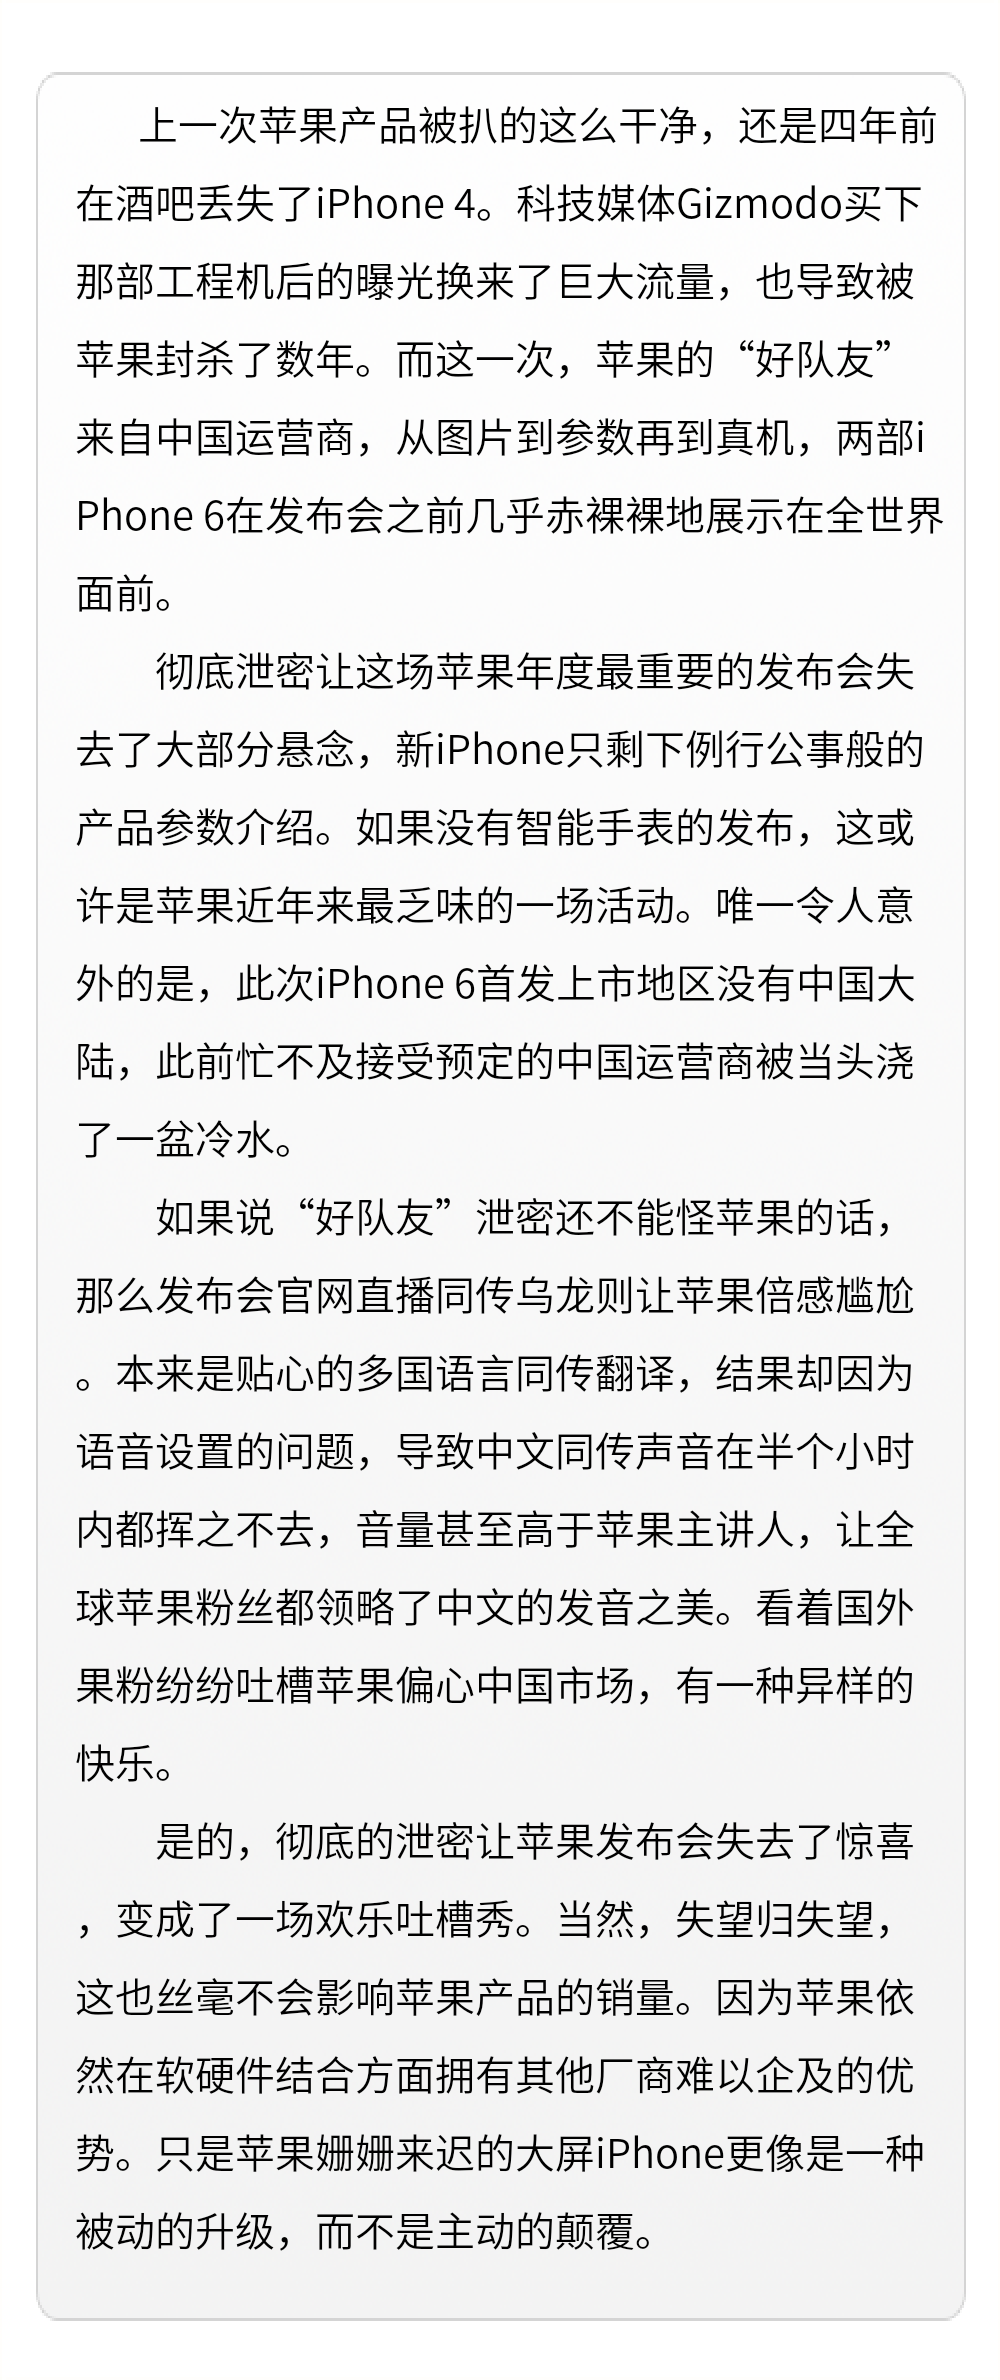 上一次苹果产品被扒的这么干净，还是四年前
在酒吧丢失了iPhone 4。科技媒体Gizmodo买下
那部工程机后的曝光换来了巨大流量，也导致被
苹果封杀了数年。而这一次，苹果的“好队友”
来自中国运营商，从图片到参数再到真机，两部i
Phone 6在发布会之前几乎赤裸裸地展示在全世界
面前。
彻底泄密让这场苹果年度最重要的发布会失
去了大部分悬念，新iPhone只剩下例行公事般的
产品参数介绍。如果没有智能手表的发布，这或
许是苹果近年来最乏味的一场活动。唯一令人意
外的是，此次iPhone 6首发上市地区没有中国大
陆，此前忙不及接受预定的中国运营商被当头浇
了一盆冷水。
如果说“好队友”泄密还不能怪苹果的话，
那么发布会官网直播同传乌龙则让苹果倍感尴尬
。本来是贴心的多国语言同传翻译，结果却因为
语音设置的问题，导致中文同传声音在半个小时
内都挥之不去，音量甚至高于苹果主讲人，让全
球苹果粉丝都领略了中文的发音之美。看着国外
果粉纷纷吐槽苹果偏心中国市场，有一种异样的
快乐。
是的，彻底的泄密让苹果发布会失去了惊喜
，变成了一场欢乐吐槽秀。当然，失望归失望，
这也丝毫不会影响苹果产品的销量。因为苹果依
然在软硬件结合方面拥有其他厂商难以企及的优
势。只是苹果姗姗来迟的大屏iPhone更像是一种
被动的升级，而不是主动的颠覆。